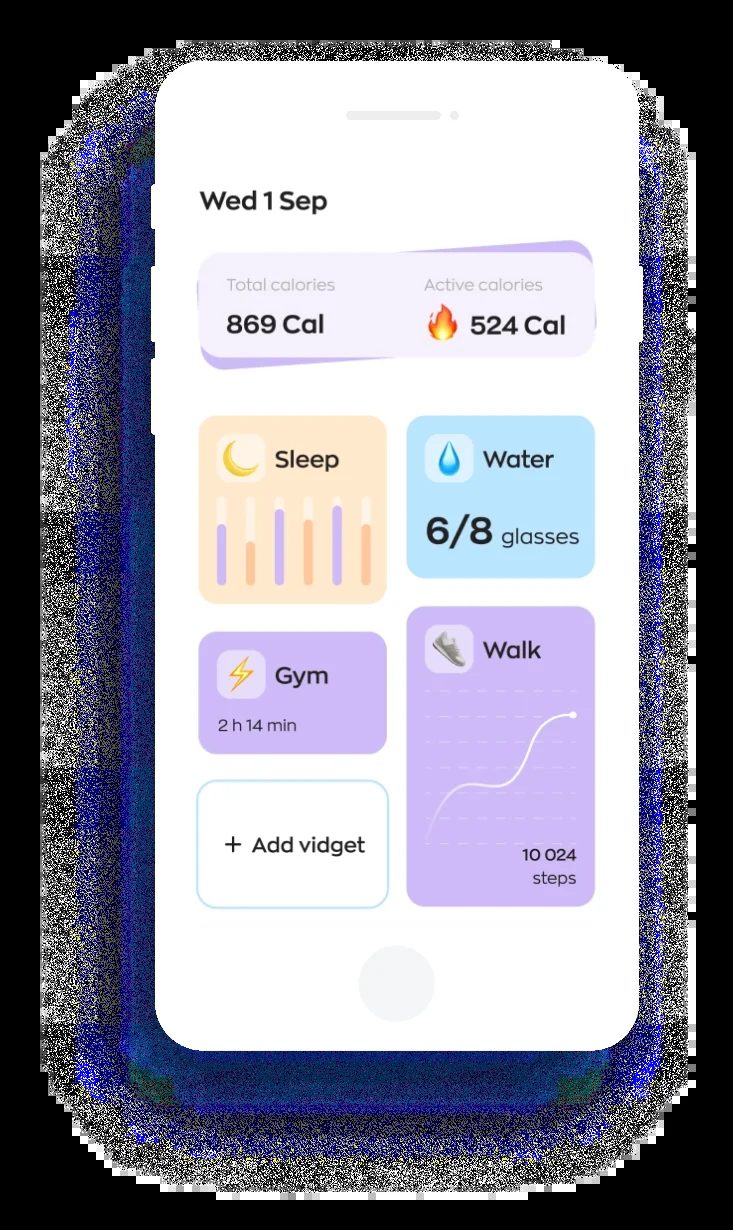 Wed 1 Sep
Total calories
Active calories
869 Cal
524 Cal
Sleep
Water
6/8 glasses
Gym
2 h 14 min
Walk
+ Add vidget
10 024
steps